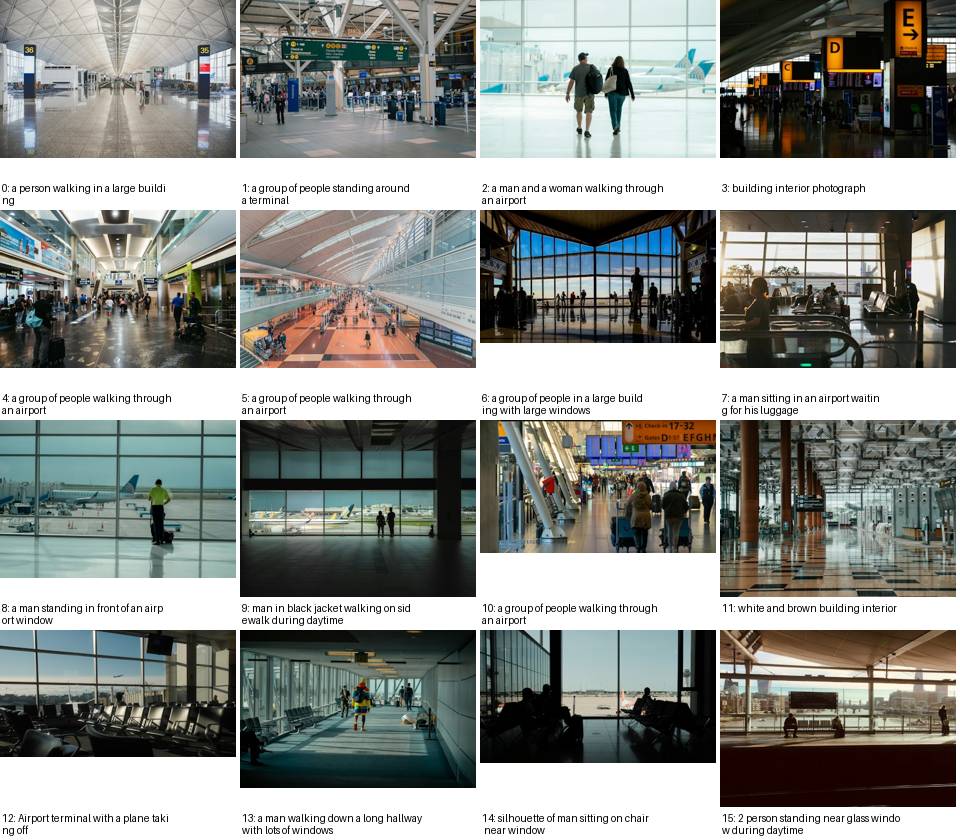 36
35
E
D
C
0: a person walking in a large buildi
ng
1: a group of people standing around
a terminal
2: a man and a woman walking through
an airport
3: building interior photograph
4: a group of people walking through
an airport
5: a group of people walking through
an airport
6: a group of people in a large build
ing with large windows
7: a man sitting in an airport waitin
g for his luggage
Check-in 17-32
Gates D E F G H
8: a man standing in front of an airp
ort window
9: man in black jacket walking on sid
ewalk during daytime
10: a group of people walking through
an airport
11: white and brown building interior
12: Airport terminal with a plane taki
ng off
13: a man walking down a long hallway
with lots of windows
14: silhouette of man sitting on chair
near window
15: 2 person standing near glass windo
w during daytime